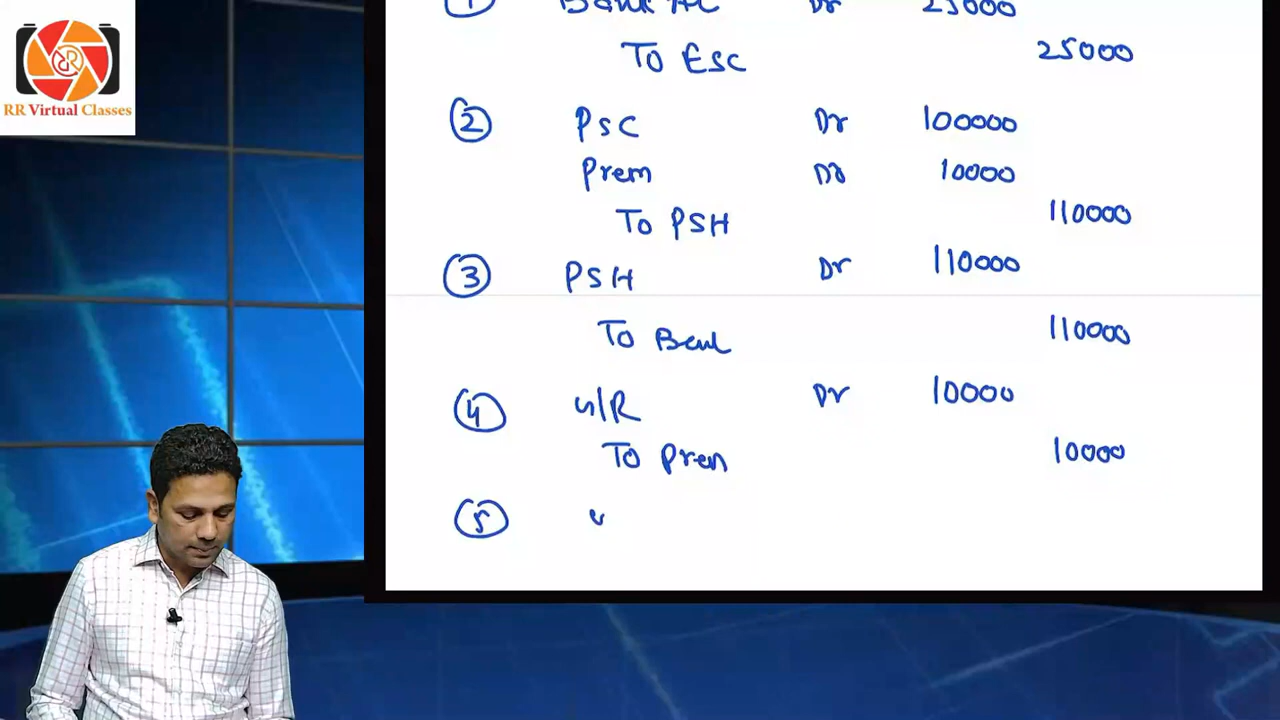 RR Virtual Classes
① Bank A/C Dr 25000
To ESC 25000
② PSC Dr 100000
Prem Dr 10000
To PSH 110000
③ PSH Dr 110000
To Bank 110000
④ G/R Dr 10000
To Prem 10000
⑤